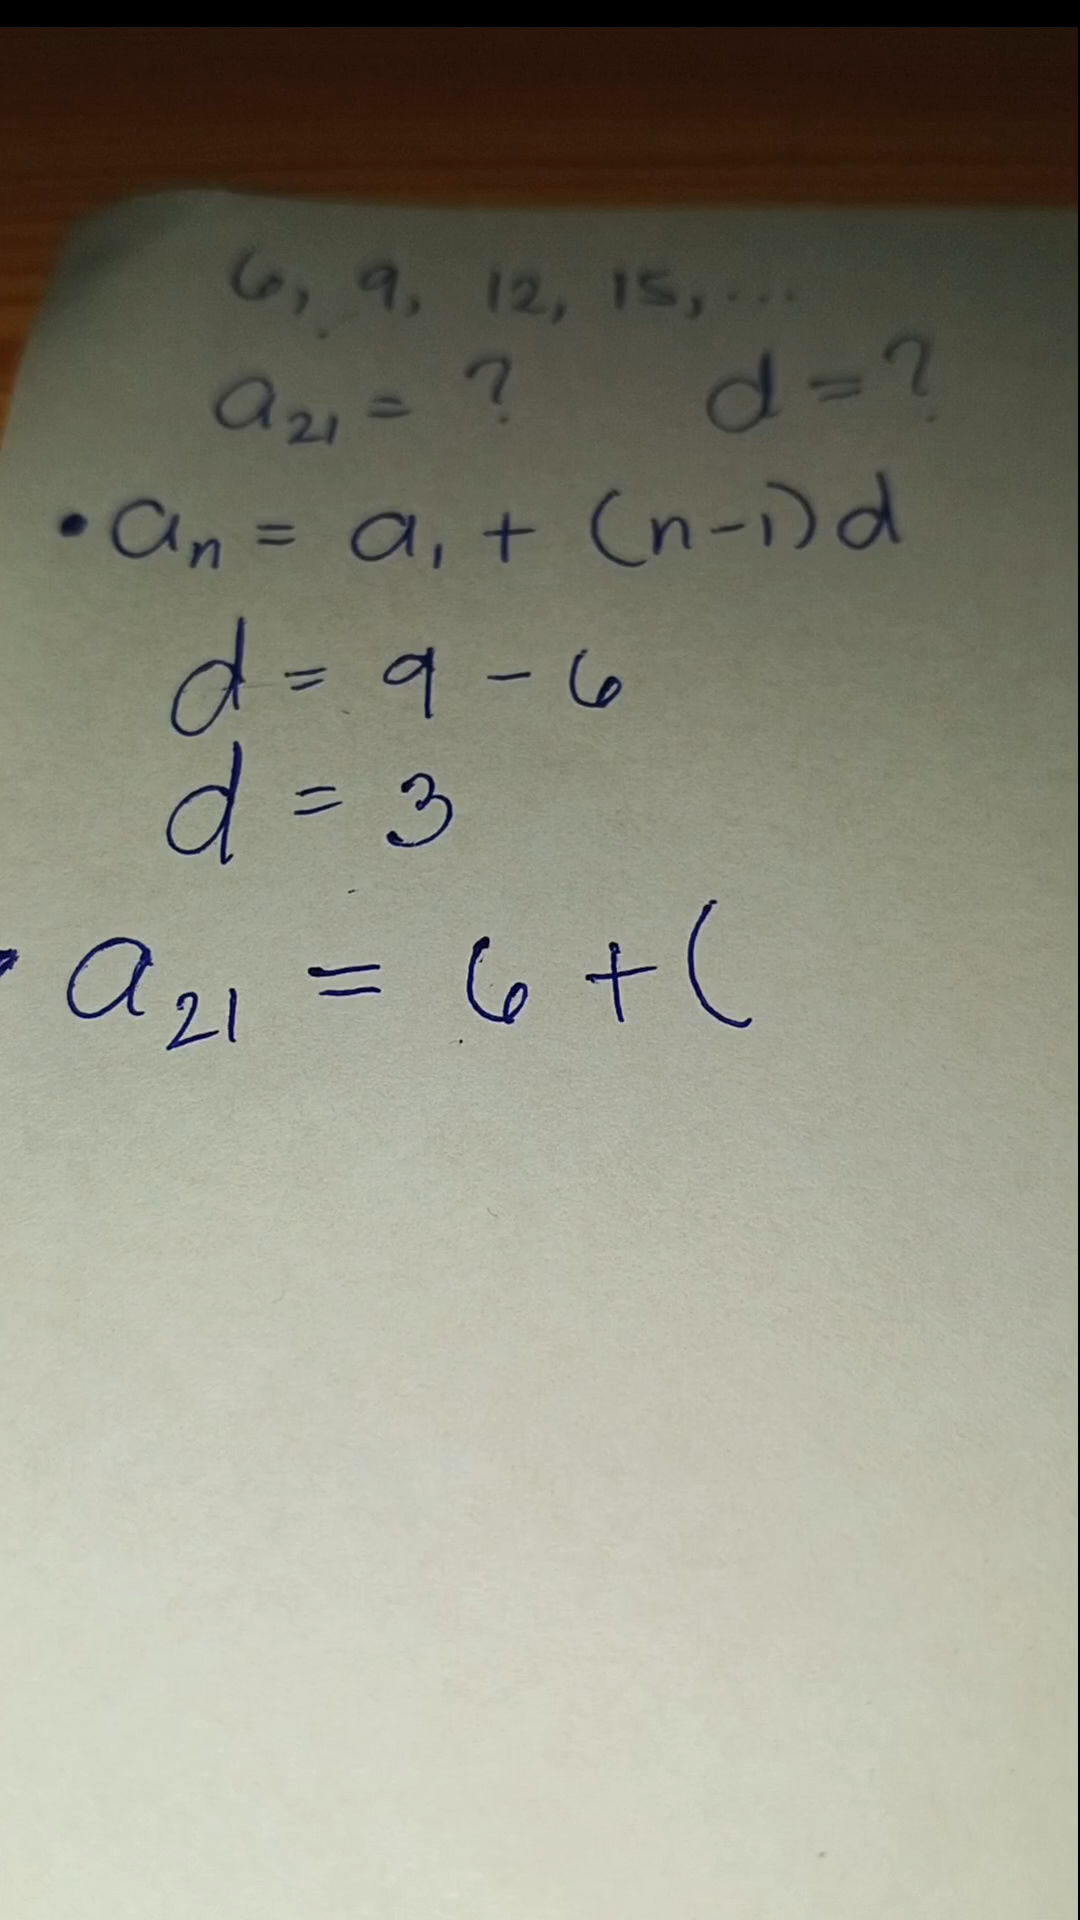 6, 9, 12, 15, ...
a₂₁ = ? d = ?
• aₙ = a₁ + (n-1)d
d = 9 - 6
d = 3
a₂₁ = 6 + (